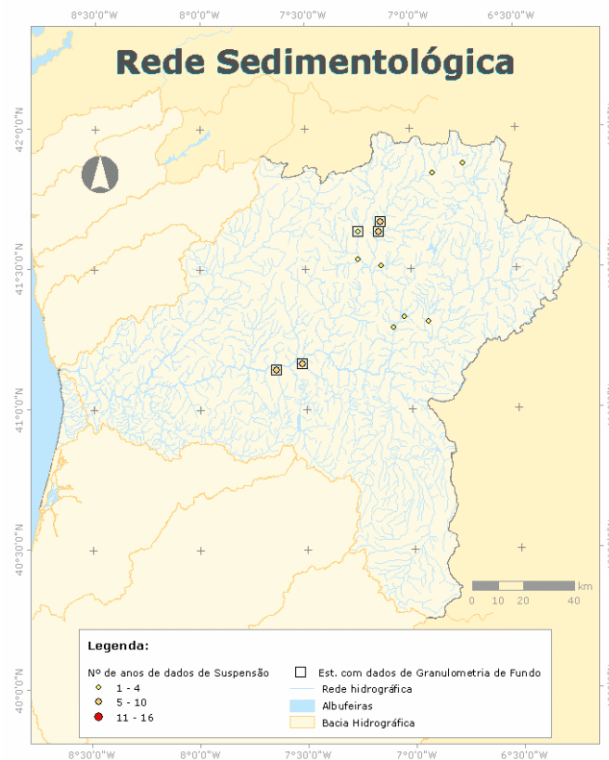 8°30'0"W 8°0'0"W 7°30'0"W 7°0'0"W 6°30'0"W
Rede Sedimentológica
42°0'0"N
41°30'0"N
41°0'0"N
40°30'0"N
40°0'0"N
km
0 10 20 40
Legenda:
Nº de anos de dados de Suspensão
1 - 4
5 - 10
11 - 16
Est. com dados de Granulometria de Fundo
Rede hidrográfica
Albufeiras
Bacia Hidrográfica
8°30'0"W 8°0'0"W 7°30'0"W 7°0'0"W 6°30'0"W